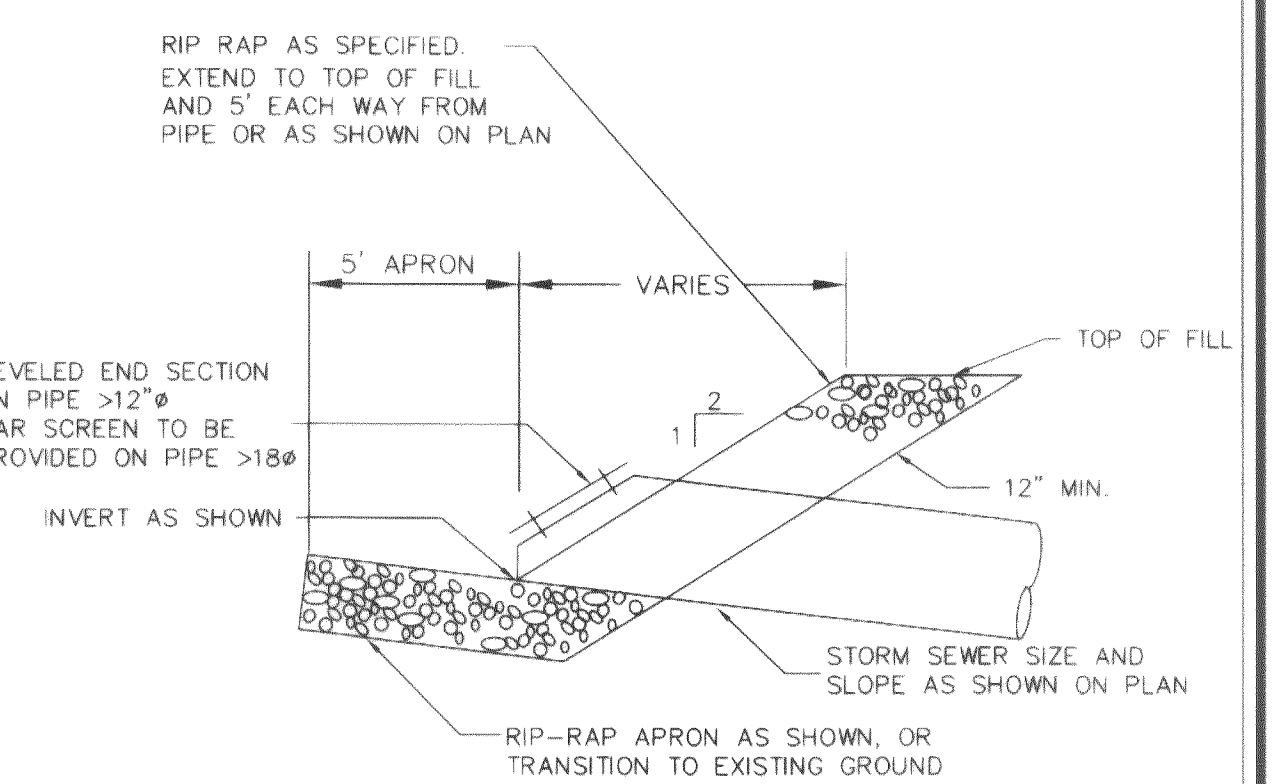 RIP RAP AS SPECIFIED.
EXTEND TO TOP OF FILL
AND 5' EACH WAY FROM
PIPE OR AS SHOWN ON PLAN
5' APRON
VARIES
TOP OF FILL
EVELED END SECTION
N PIPE >12"ø
AR SCREEN TO BE
ROVIDED ON PIPE >18ø
2
1
12" MIN.
INVERT AS SHOWN
STORM SEWER SIZE AND
SLOPE AS SHOWN ON PLAN
RIP-RAP APRON AS SHOWN, OR
TRANSITION TO EXISTING GROUND